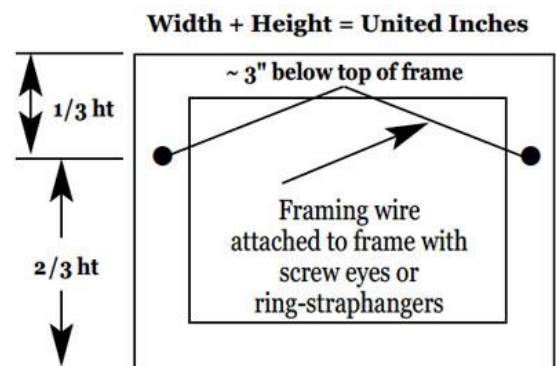 Width + Height = United Inches
~ 3" below top of frame
1/3 ht
2/3 ht
Framing wire
attached to frame with
screw eyes or
ring-straphangers